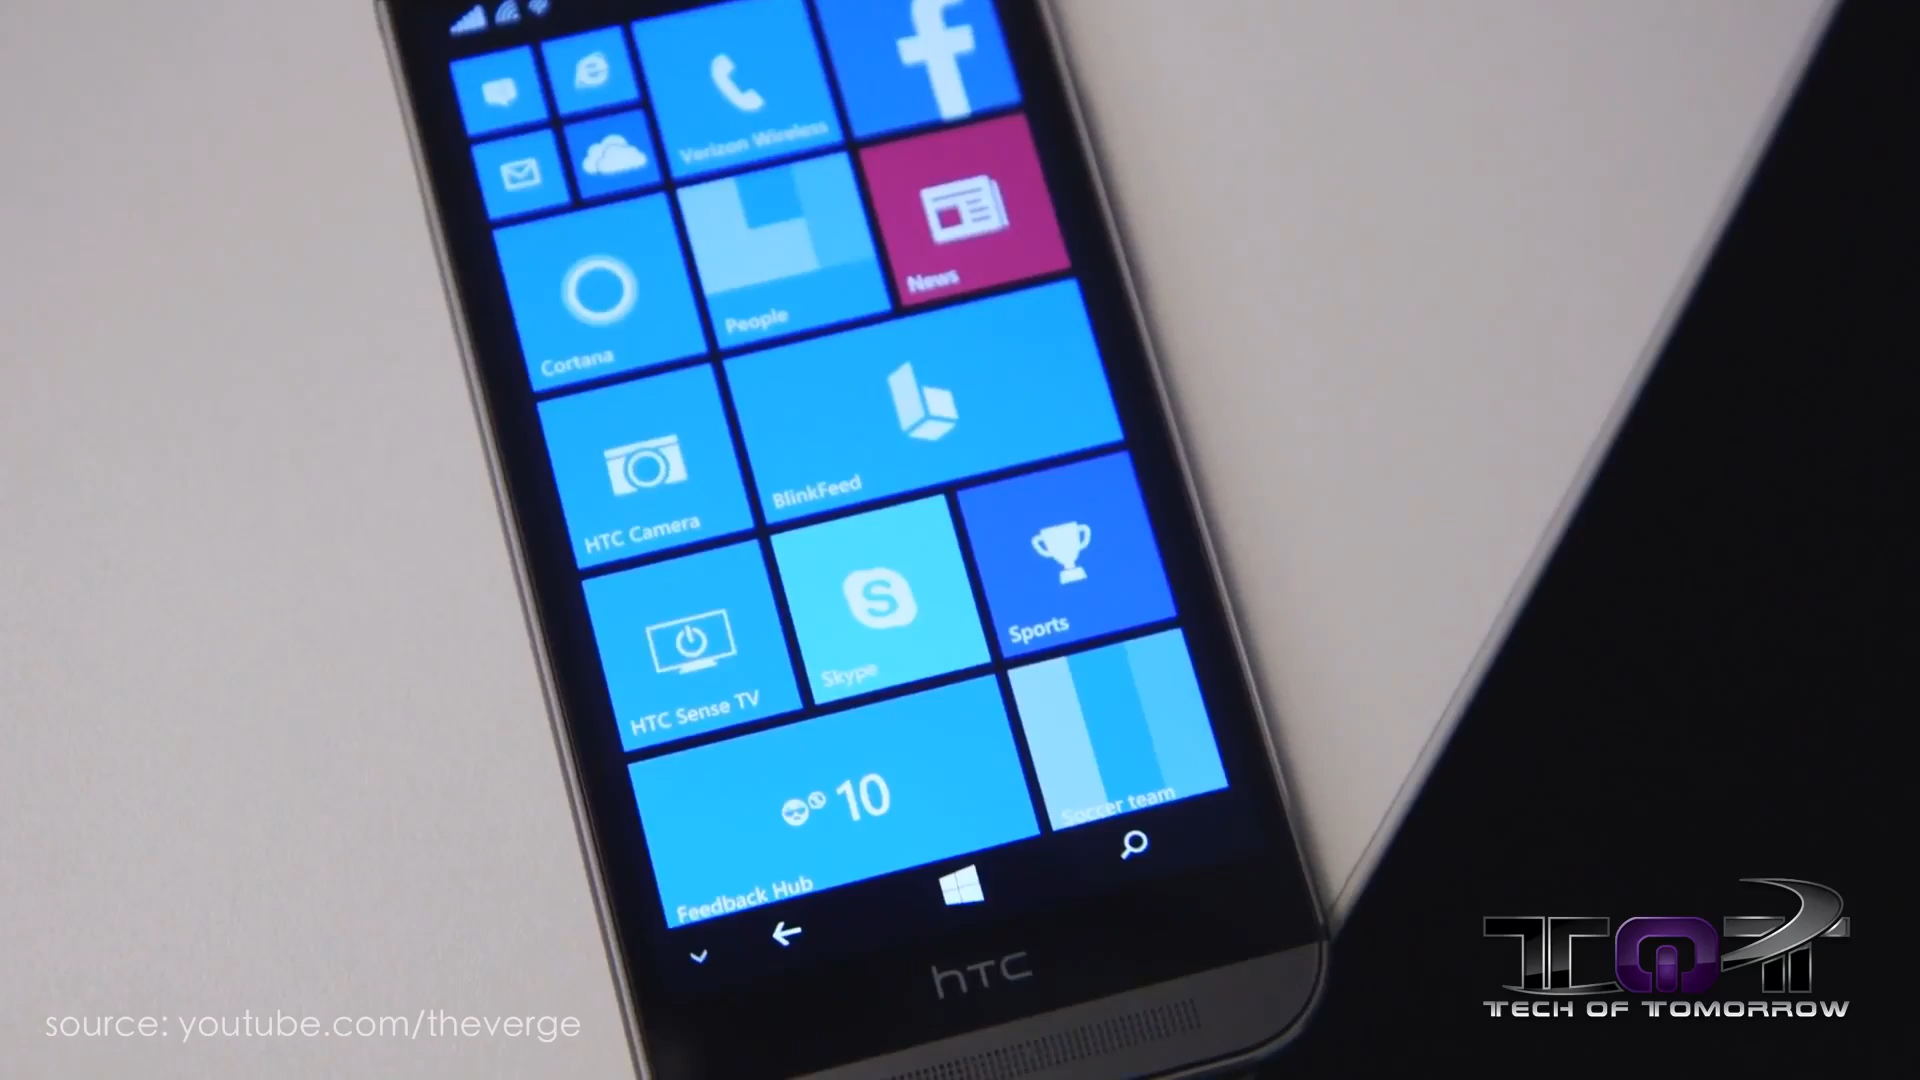 Verizon Wireless
News
People
Cortana
BlinkFeed
HTC Camera
Sports
Skype
HTC Sense TV
10
Soccer team
Feedback Hub
hTC
source: youtube.com/theverge
TOT
TECH OF TOMORROW